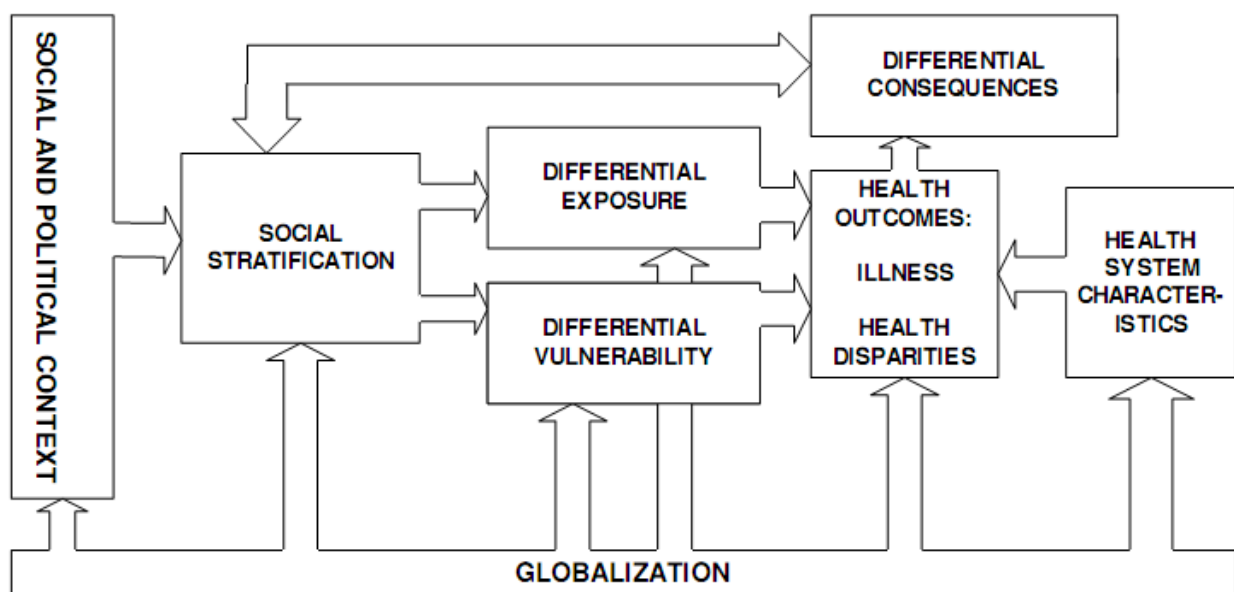 SOCIAL AND POLITICAL CONTEXT
DIFFERENTIAL
CONSEQUENCES
DIFFERENTIAL
EXPOSURE
HEALTH
OUTCOMES:
ILLNESS
HEALTH
DISPARITIES
SOCIAL
STRATIFICATION
HEALTH
SYSTEM
CHARACTER-
ISTICS
DIFFERENTIAL
VULNERABILITY
GLOBALIZATION